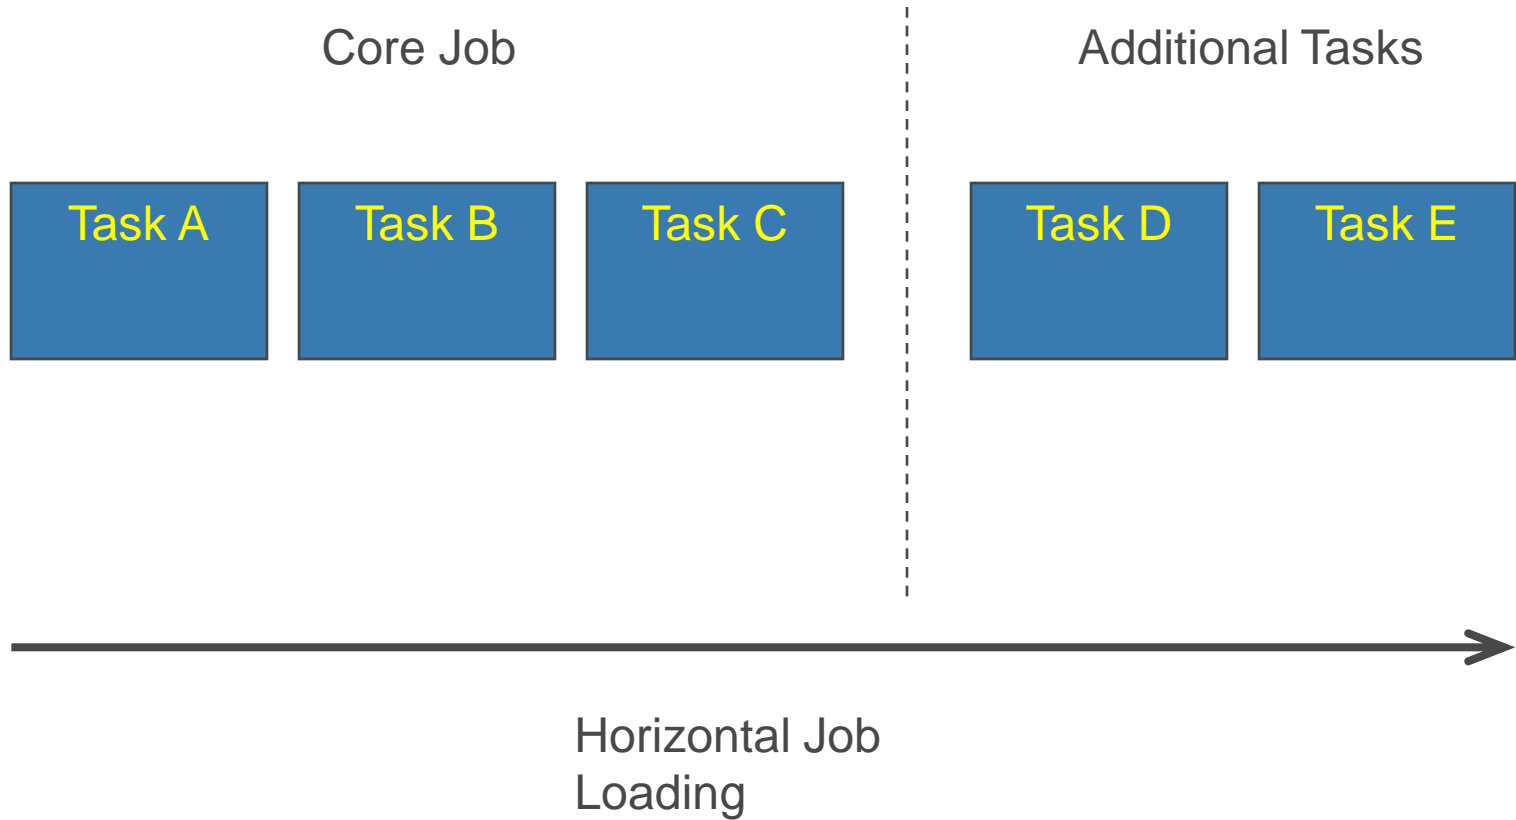 Core Job
Additional Tasks
Task A
Task B
Task C
Task D
Task E
Horizontal Job
Loading